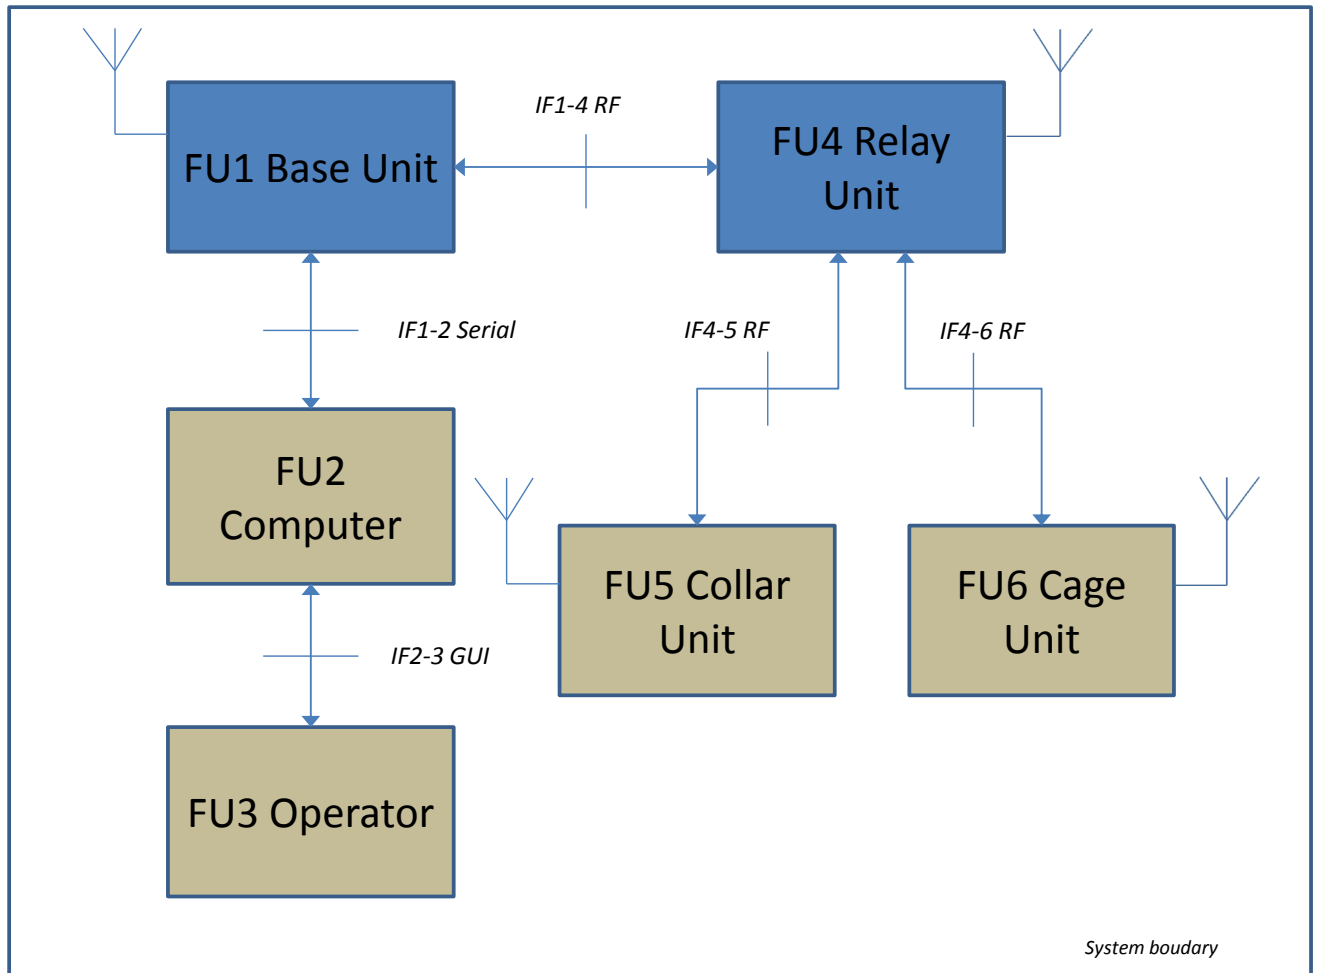 IF1-4 RF
FU1 Base Unit
FU4 Relay
Unit
IF1-2 Serial
IF4-5 RF
IF4-6 RF
FU2
Computer
FU5 Collar
Unit
FU6 Cage
Unit
IF2-3 GUI
FU3 Operator
System boudary